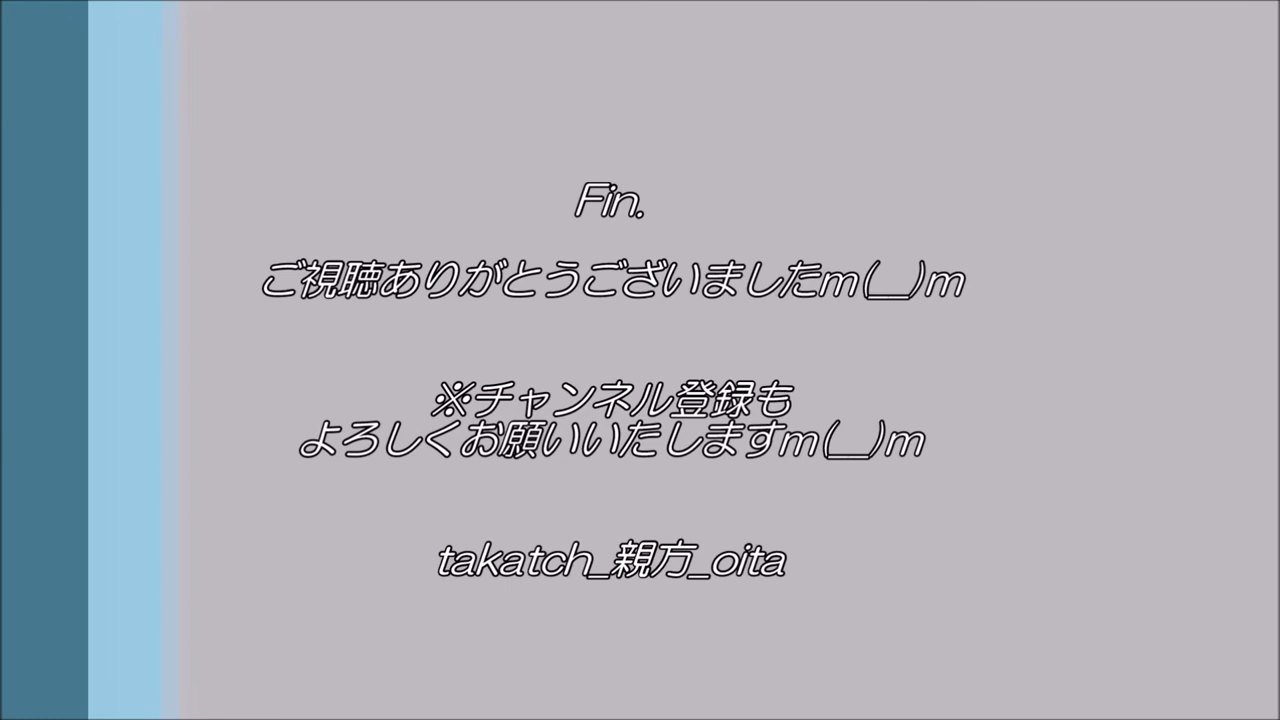 Fin.
ご視聴ありがとうございましたm(__)m
※チャンネル登録も
よろしくお願いいたしますm(__)m
takatch_親方_oita